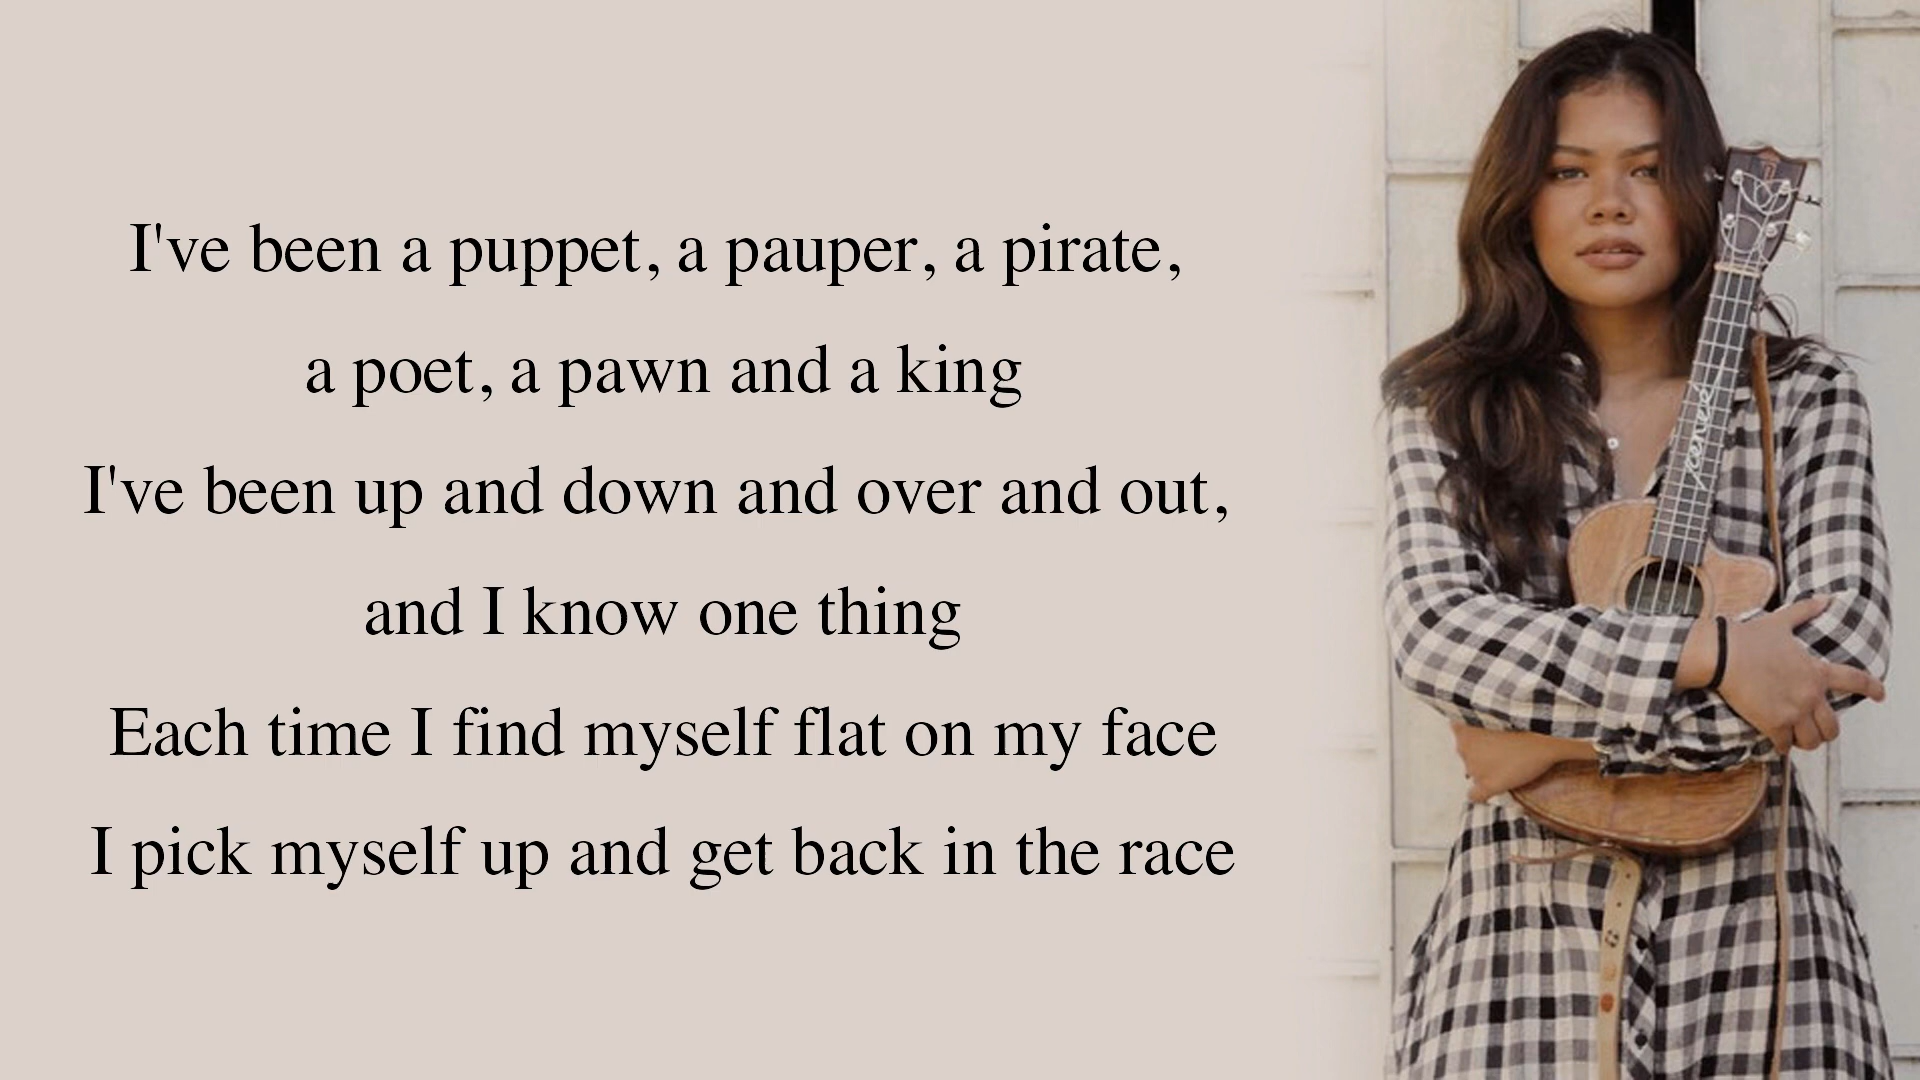 I've been a puppet, a pauper, a pirate,
a poet, a pawn and a king
I've been up and down and over and out,
and I know one thing
Each time I find myself flat on my face
I pick myself up and get back in the race